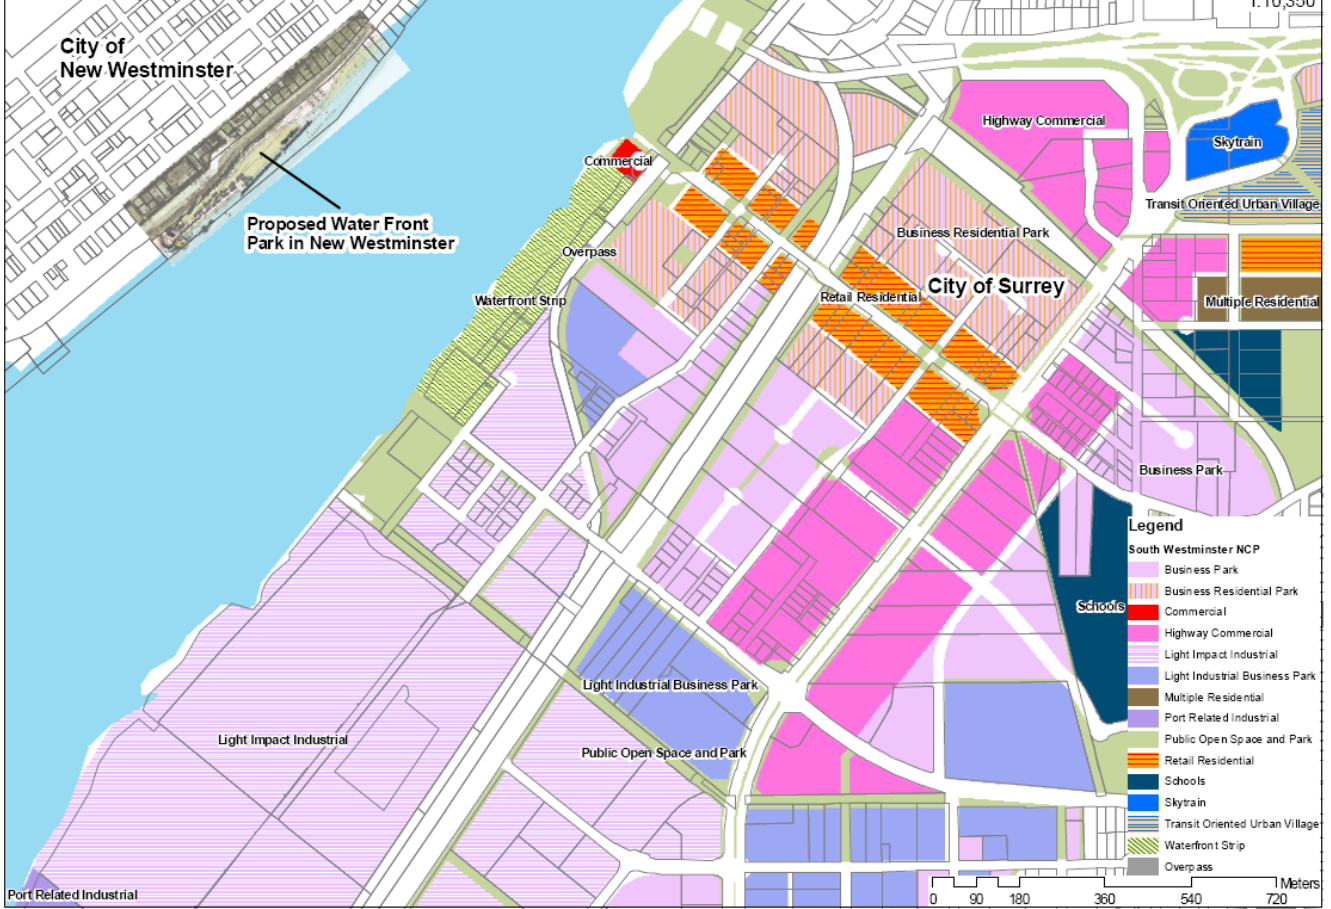 1:10,350
City of
New Westminster
Highway Commercial
Skytrain
Commercial
Transit Oriented Urban Village
Proposed Water Front
Park in New Westminster
Business Residential Park
Overpass
City of Surrey
Waterfront Strip
Retail Residential
Multiple Residential
Business Park
Schools
Light Industrial Business Park
Light Impact Industrial
Public Open Space and Park
Port Related Industrial
Legend
South Westminster NCP
Business Park
Business Residential Park
Commercial
Highway Commercial
Light Impact Industrial
Light Industrial Business Park
Multiple Residential
Port Related Industrial
Public Open Space and Park
Retail Residential
Schools
Skytrain
Transit Oriented Urban Village
Waterfront Strip
Overpass
Meters
0 90 180 360 540 720